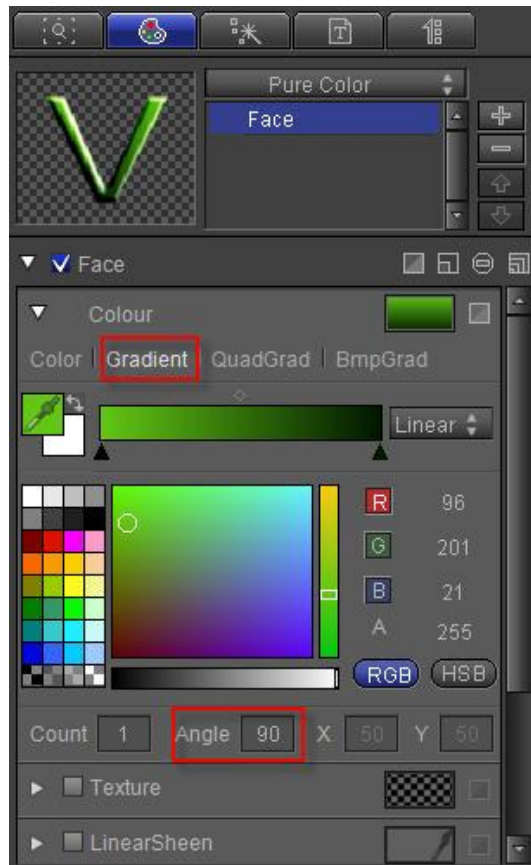 Pure Color
Face
Face
Colour
Color | Gradient | QuadGrad | BmpGrad
Linear
R 96
G 201
B 21
A 255
RGB HSB
Count 1 Angle 90 X 50 Y 50
Texture
LinearSheen